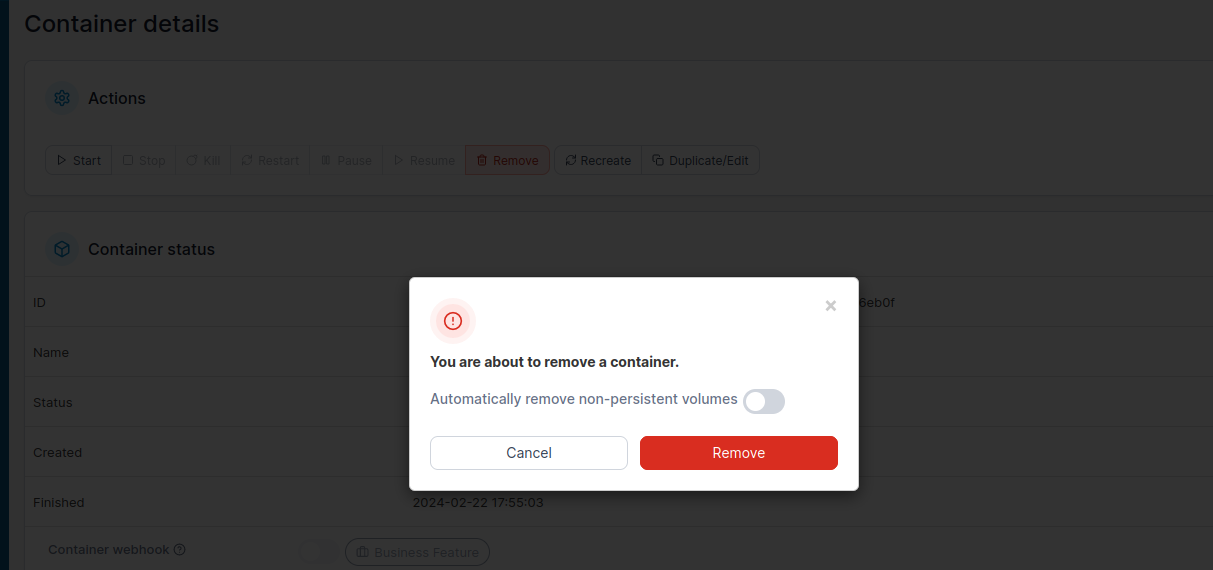 Container details
Actions
Start Stop Kill Restart Pause Resume Remove Recreate Duplicate/Edit
Container status
ID 6eb0f
Name
Status
Created
Finished 2024-02-22 17:55:03
Container webhook Business Feature
You are about to remove a container.
Automatically remove non-persistent volumes
Cancel Remove